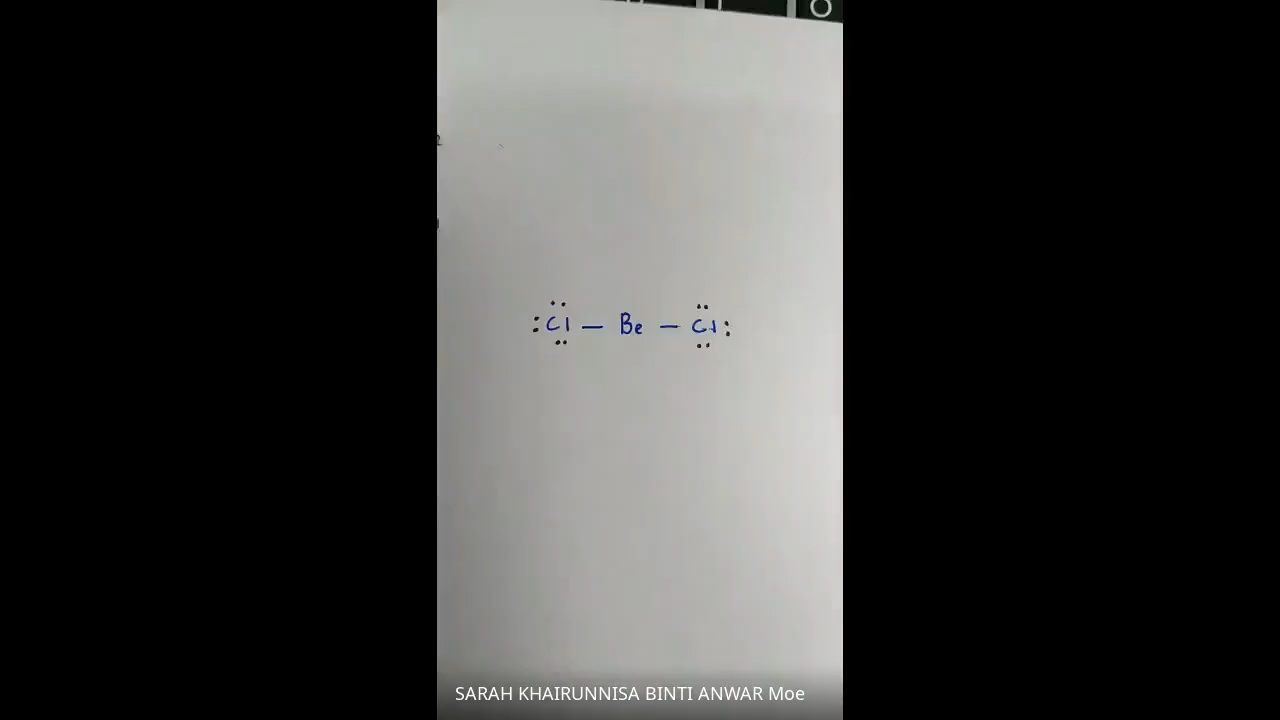 :Cl — Be — Cl:
SARAH KHAIRUNNISA BINTI ANWAR Moe